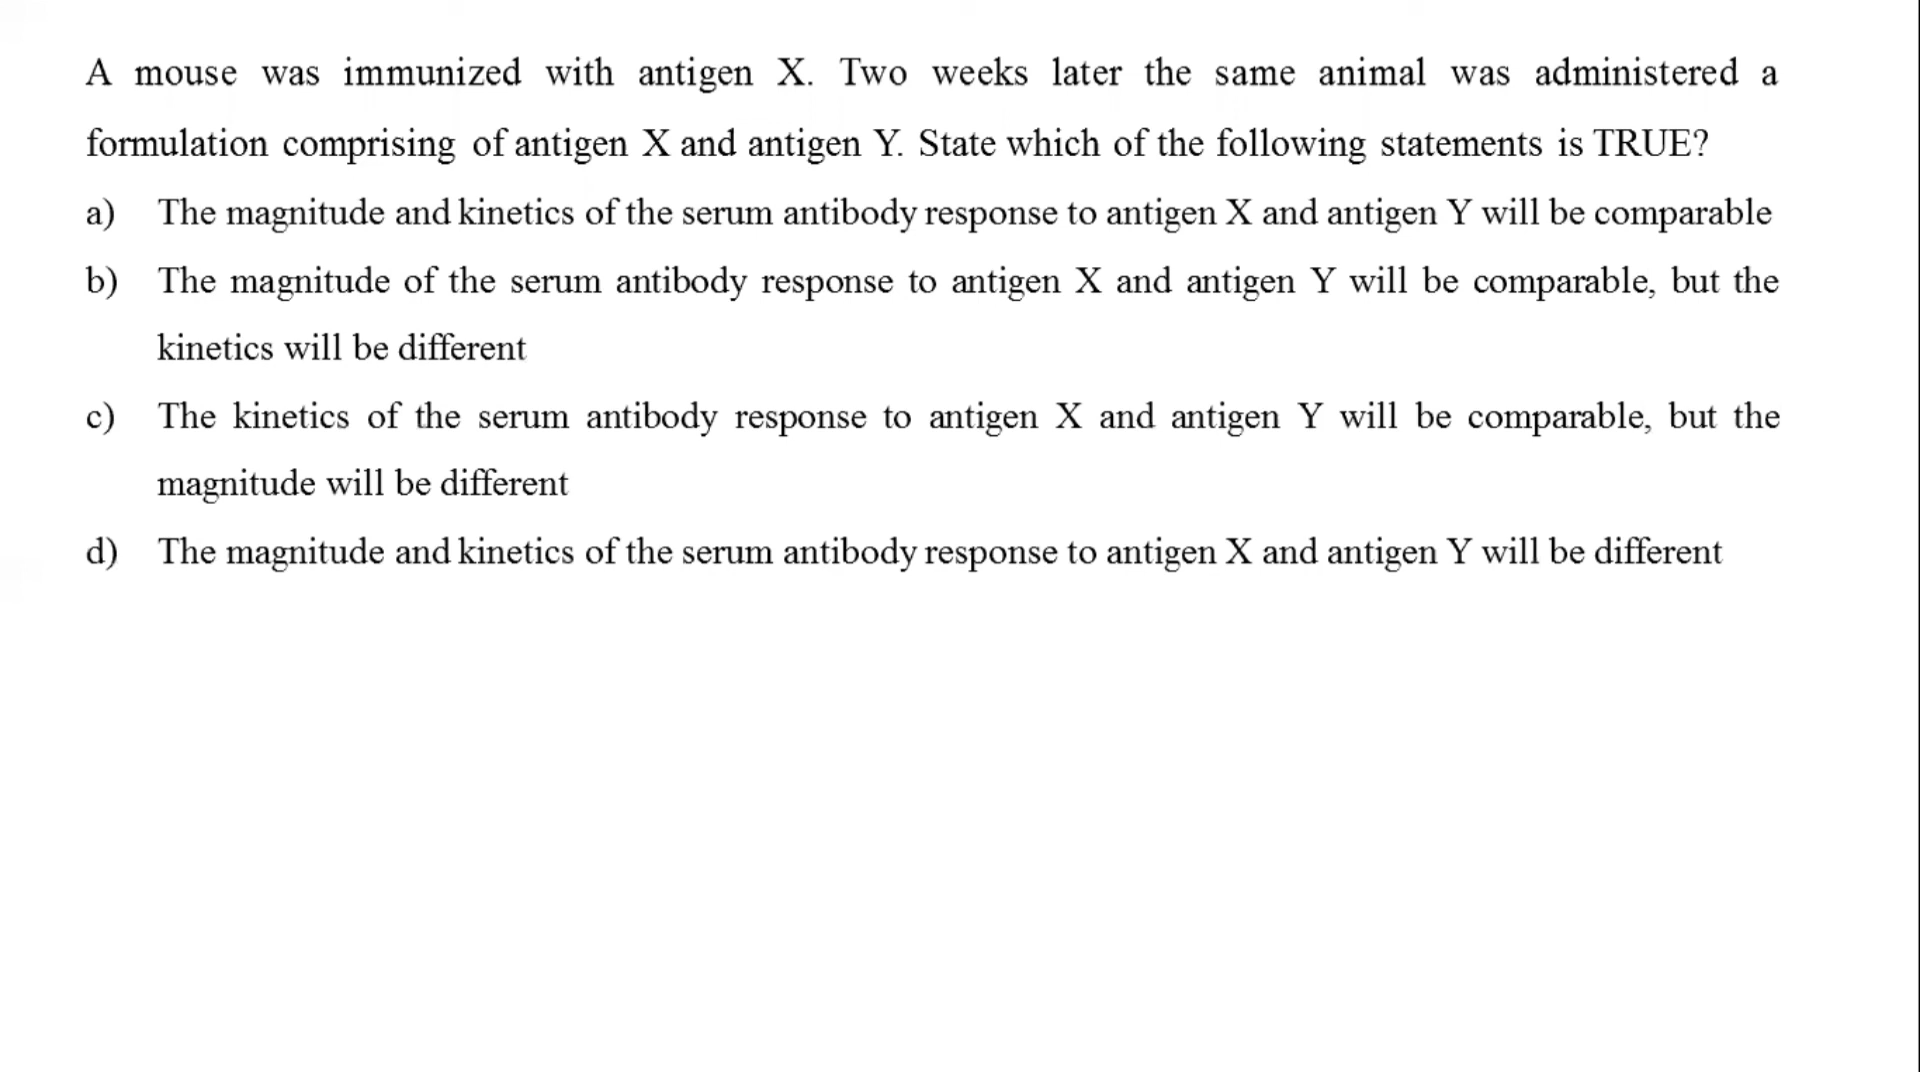 A mouse was immunized with antigen X. Two weeks later the same animal was administered a
formulation comprising of antigen X and antigen Y. State which of the following statements is TRUE?
a) The magnitude and kinetics of the serum antibody response to antigen X and antigen Y will be comparable
b) The magnitude of the serum antibody response to antigen X and antigen Y will be comparable, but the
kinetics will be different
c) The kinetics of the serum antibody response to antigen X and antigen Y will be comparable, but the
magnitude will be different
d) The magnitude and kinetics of the serum antibody response to antigen X and antigen Y will be different